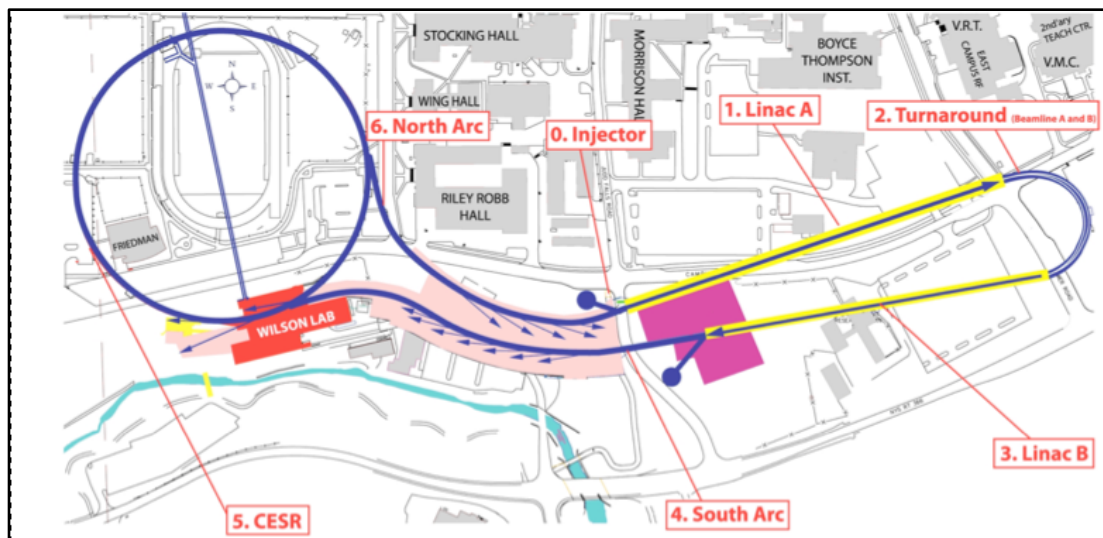 STOCKING HALL
N
W E
S
WING HALL
6. North Arc
RILEY ROBB
HALL
FRIEDMAN
MORRISON HALL
0. Injector
BOYCE
THOMPSON
INST.
1. Linac A
V.R.T.
EAST
CAMPUS RF
2nd'ary
TEACH CTR.
V.M.C.
2. Turnaround (Beamline A and B)
WILSON LAB
3. Linac B
4. South Arc
5. CESR